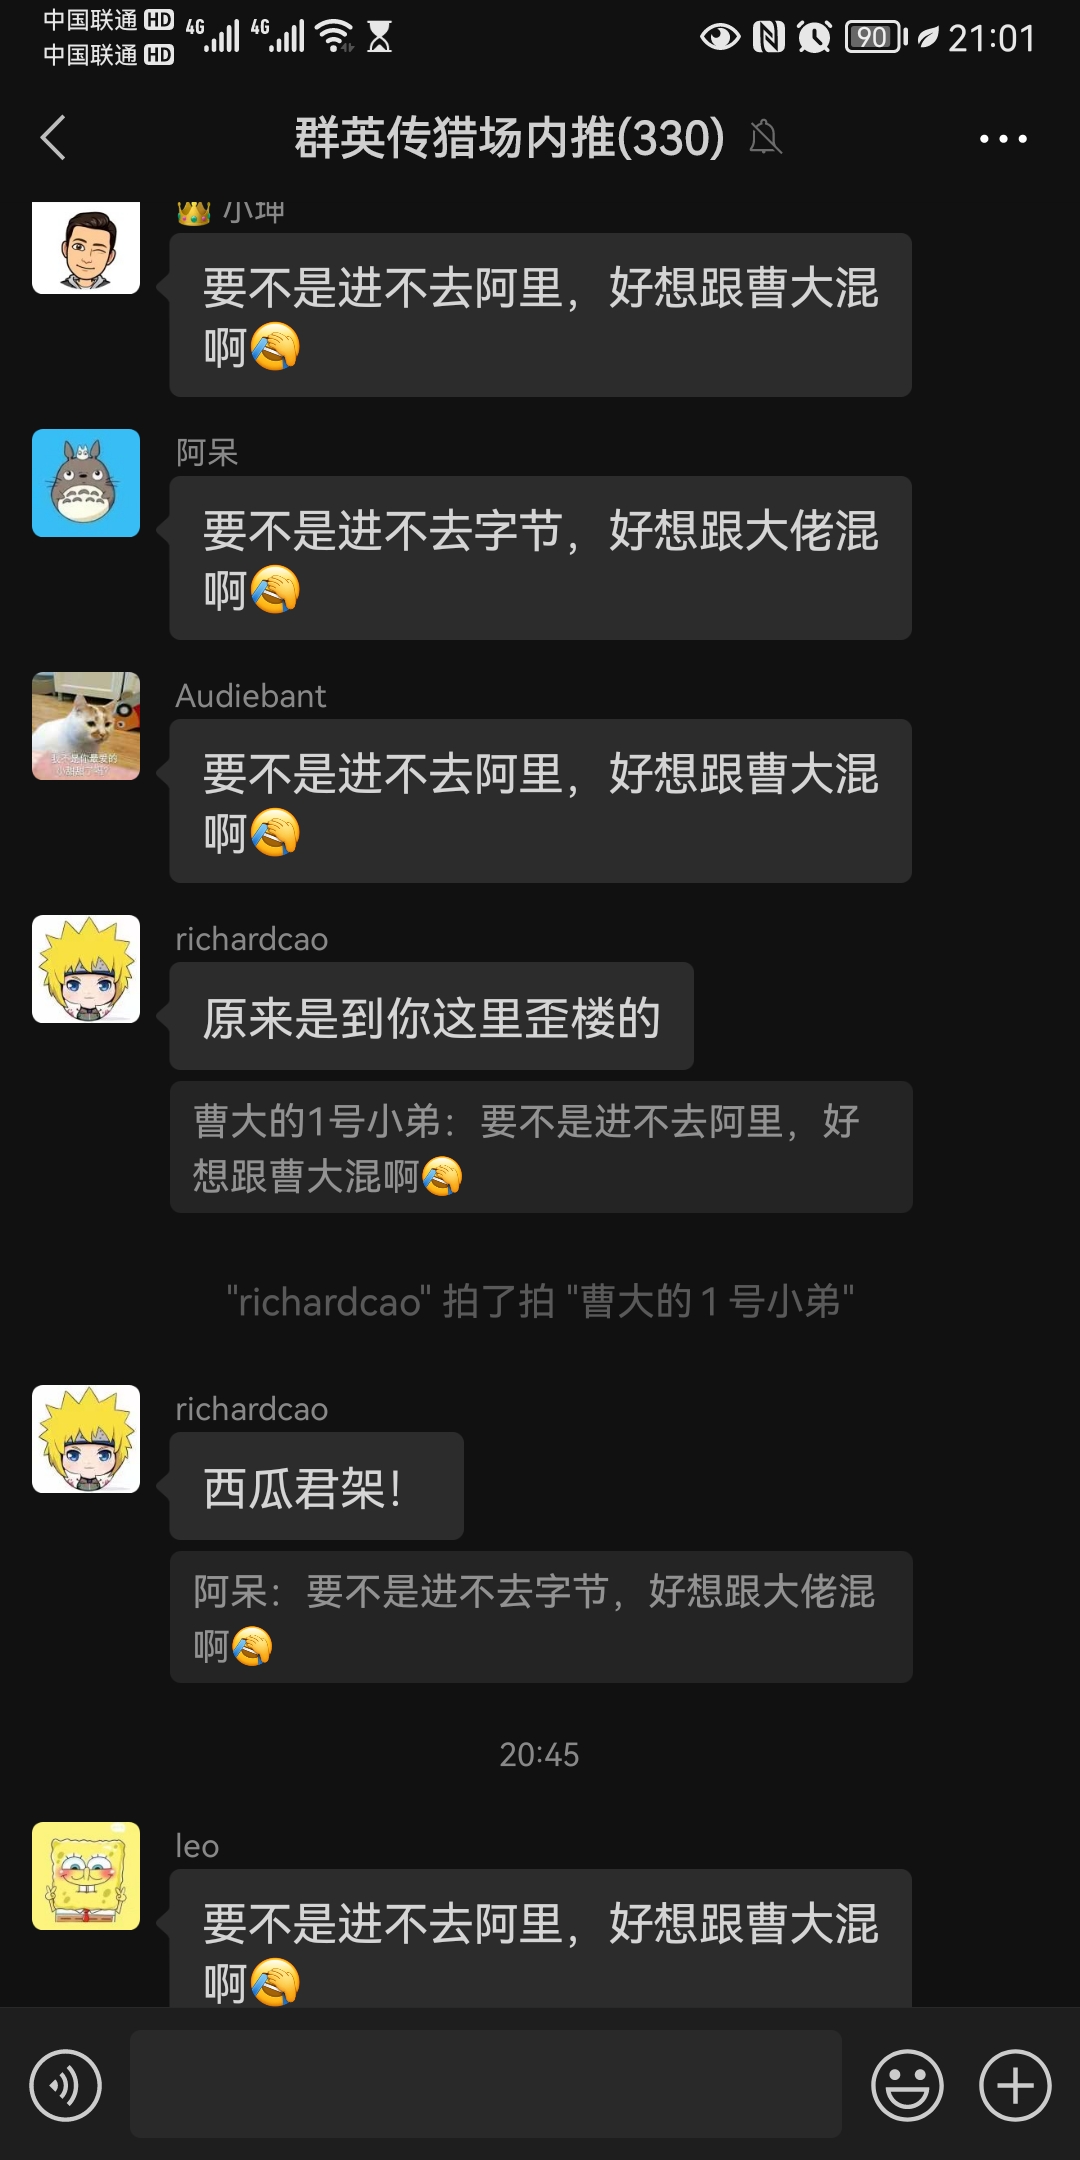 中国联通 HD 4G 4G 90 21:01
中国联通 HD
群英传猎场内推(330)
小坤
要不是进不去阿里，好想跟曹大混
啊🤦
阿呆
要不是进不去字节，好想跟大佬混
啊🤦
Audiebant
要不是进不去阿里，好想跟曹大混
啊🤦
richardcao
原来是到你这里歪楼的
曹大的1号小弟：要不是进不去阿里，好
想跟曹大混啊🤦
"richardcao" 拍了拍 "曹大的 1 号小弟"
richardcao
西瓜君架！
阿呆：要不是进不去字节，好想跟大佬混
啊🤦
20:45
leo
要不是进不去阿里，好想跟曹大混
啊🤦